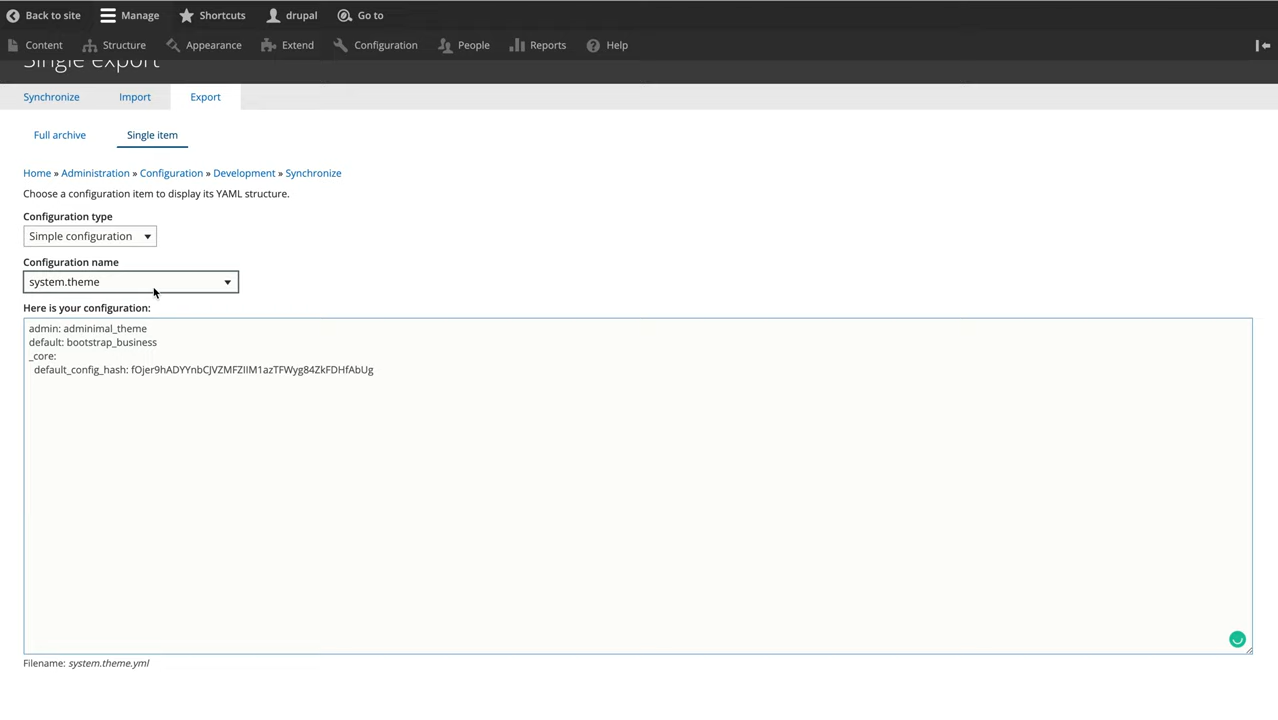 Back to site Manage Shortcuts drupal Go to
Content Structure Appearance Extend Configuration People Reports Help
Single export
Synchronize Import Export
Full archive Single item
Home » Administration » Configuration » Development » Synchronize
Choose a configuration item to display its YAML structure.
Configuration type
Simple configuration
Configuration name
system.theme
Here is your configuration:
admin: adminimal_theme
default: bootstrap_business
_core:
default_config_hash: fOjer9hADYYnbCJVZMFZIIM1azTFWyg84ZkFDHfAbUg
Filename: system.theme.yml